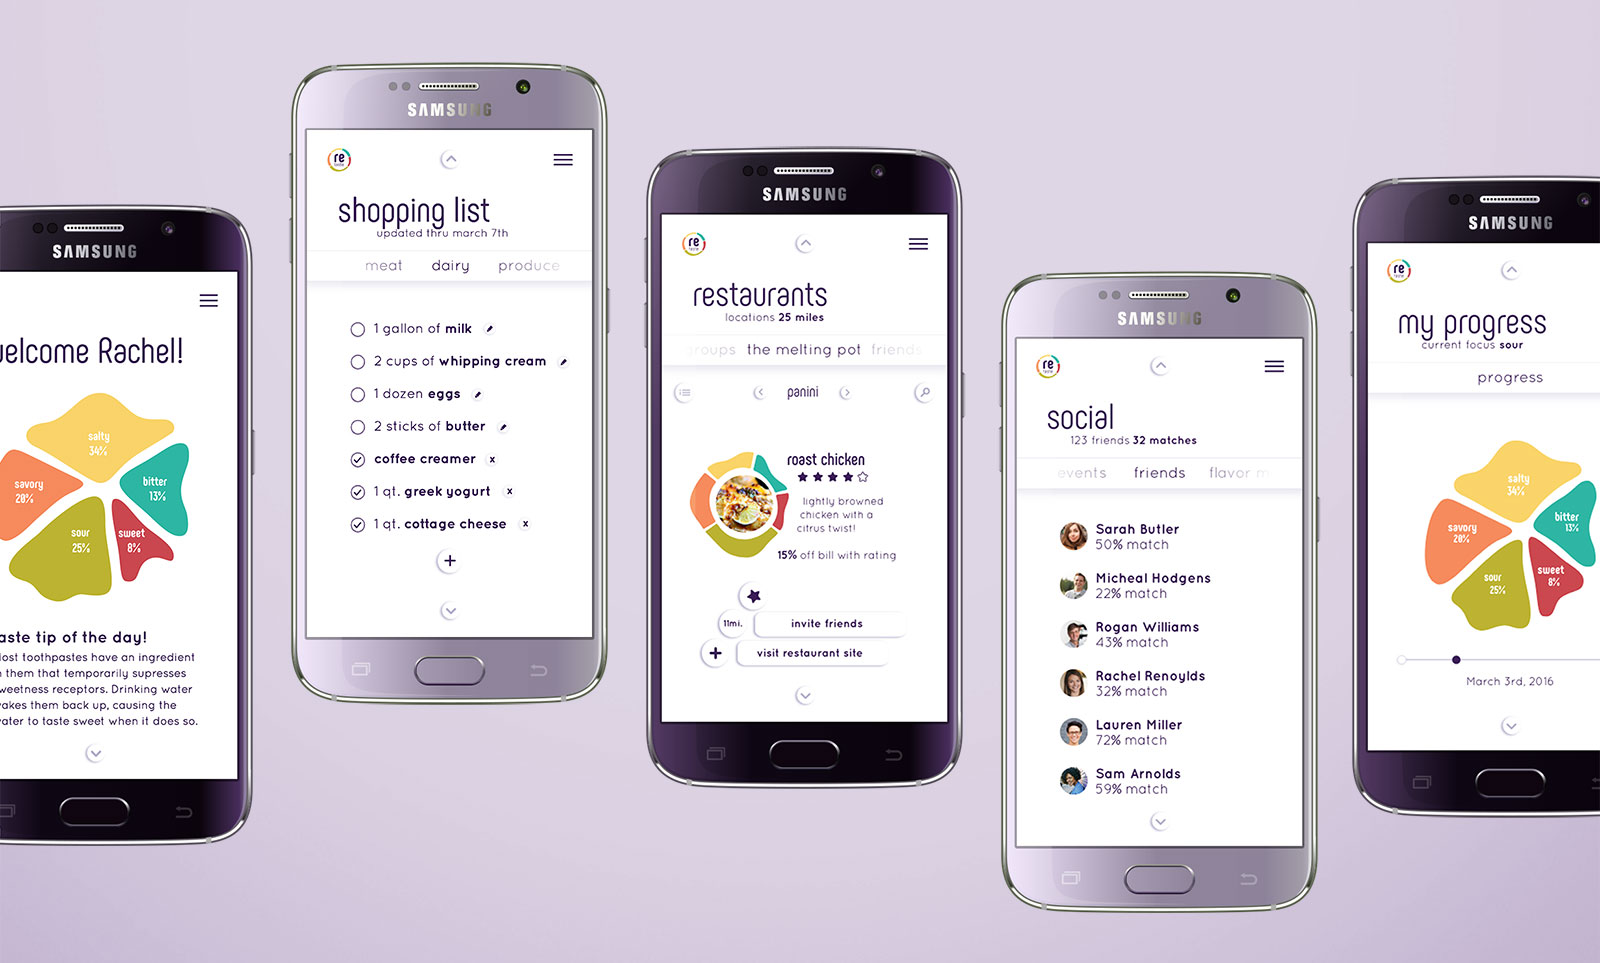 SAMSUNG
welcome Rachel!
salty
34%
savory
20%
bitter
13%
sour
25%
sweet
8%
taste tip of the day!
most toothpastes have an ingredient
in them that temporarily supresses
sweetness receptors. Drinking water
wakes them back up, causing the
water to taste sweet when it does so.
SAMSUNG
re
shopping list
updated thru march 7th
meat dairy produce
1 gallon of milk
2 cups of whipping cream
1 dozen eggs
2 sticks of butter
coffee creamer x
1 qt. greek yogurt x
1 qt. cottage cheese x
+
SAMSUNG
re
restaurants
locations 25 miles
groups the melting pot friends
panini
roast chicken
lightly browned
chicken with a
citrus twist!
15% off bill with rating
11mi. invite friends
+ visit restaurant site
SAMSUNG
re
social
123 friends 32 matches
events friends flavor m
Sarah Butler
50% match
Micheal Hodgens
22% match
Rogan Williams
43% match
Rachel Renoylds
32% match
Lauren Miller
72% match
Sam Arnolds
59% match
SAMSUNG
re
my progress
current focus sour
progress
salty
34%
savory
20%
bitter
13%
sweet
8%
sour
25%
March 3rd, 2016